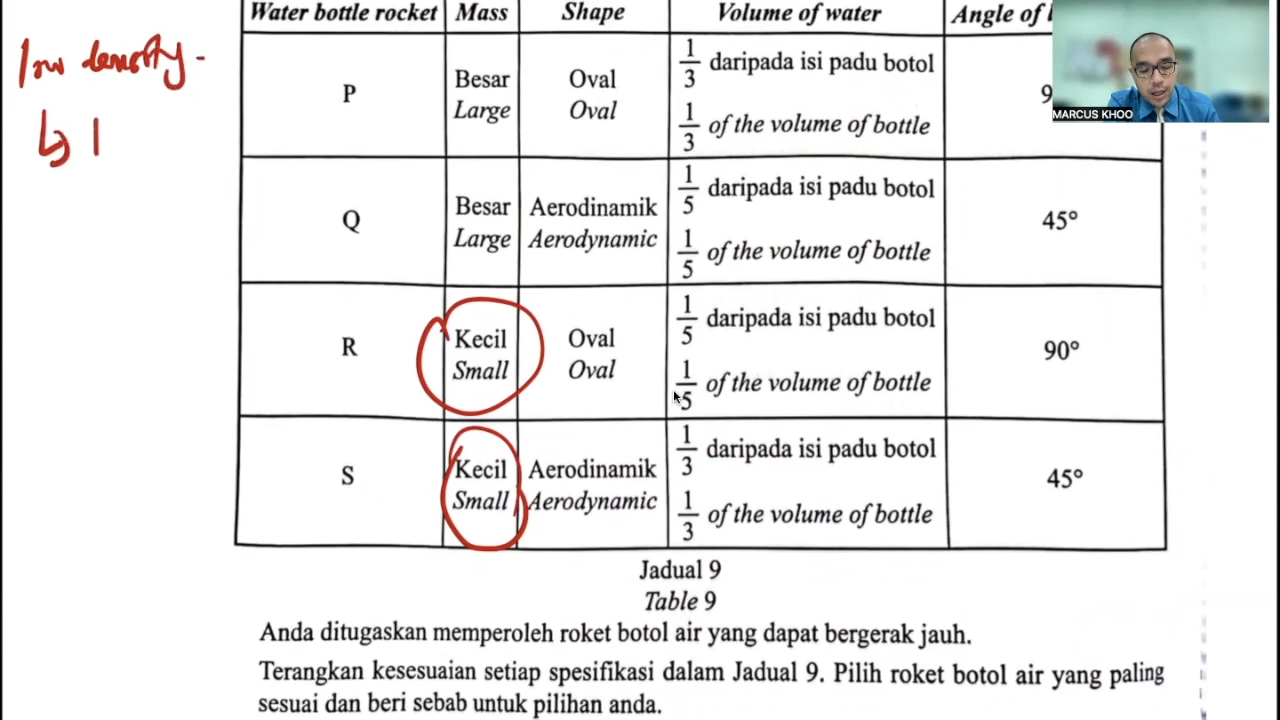 Water bottle rocket Mass Shape Volume of water Angle of
low density -
↳ l
P
Besar
Large
Oval
Oval
1/3 daripada isi padu botol
1/3 of the volume of bottle
9
MARCUS KHOO
Q
Besar
Large
Aerodinamik
Aerodynamic
1/5 daripada isi padu botol
1/5 of the volume of bottle
45°
R
Kecil
Small
Oval
Oval
1/5 daripada isi padu botol
1/5 of the volume of bottle
90°
S
Kecil
Small
Aerodinamik
Aerodynamic
1/3 daripada isi padu botol
1/3 of the volume of bottle
45°
Jadual 9
Table 9
Anda ditugaskan memperoleh roket botol air yang dapat bergerak jauh.
Terangkan kesesuaian setiap spesifikasi dalam Jadual 9. Pilih roket botol air yang paling
sesuai dan beri sebab untuk pilihan anda.